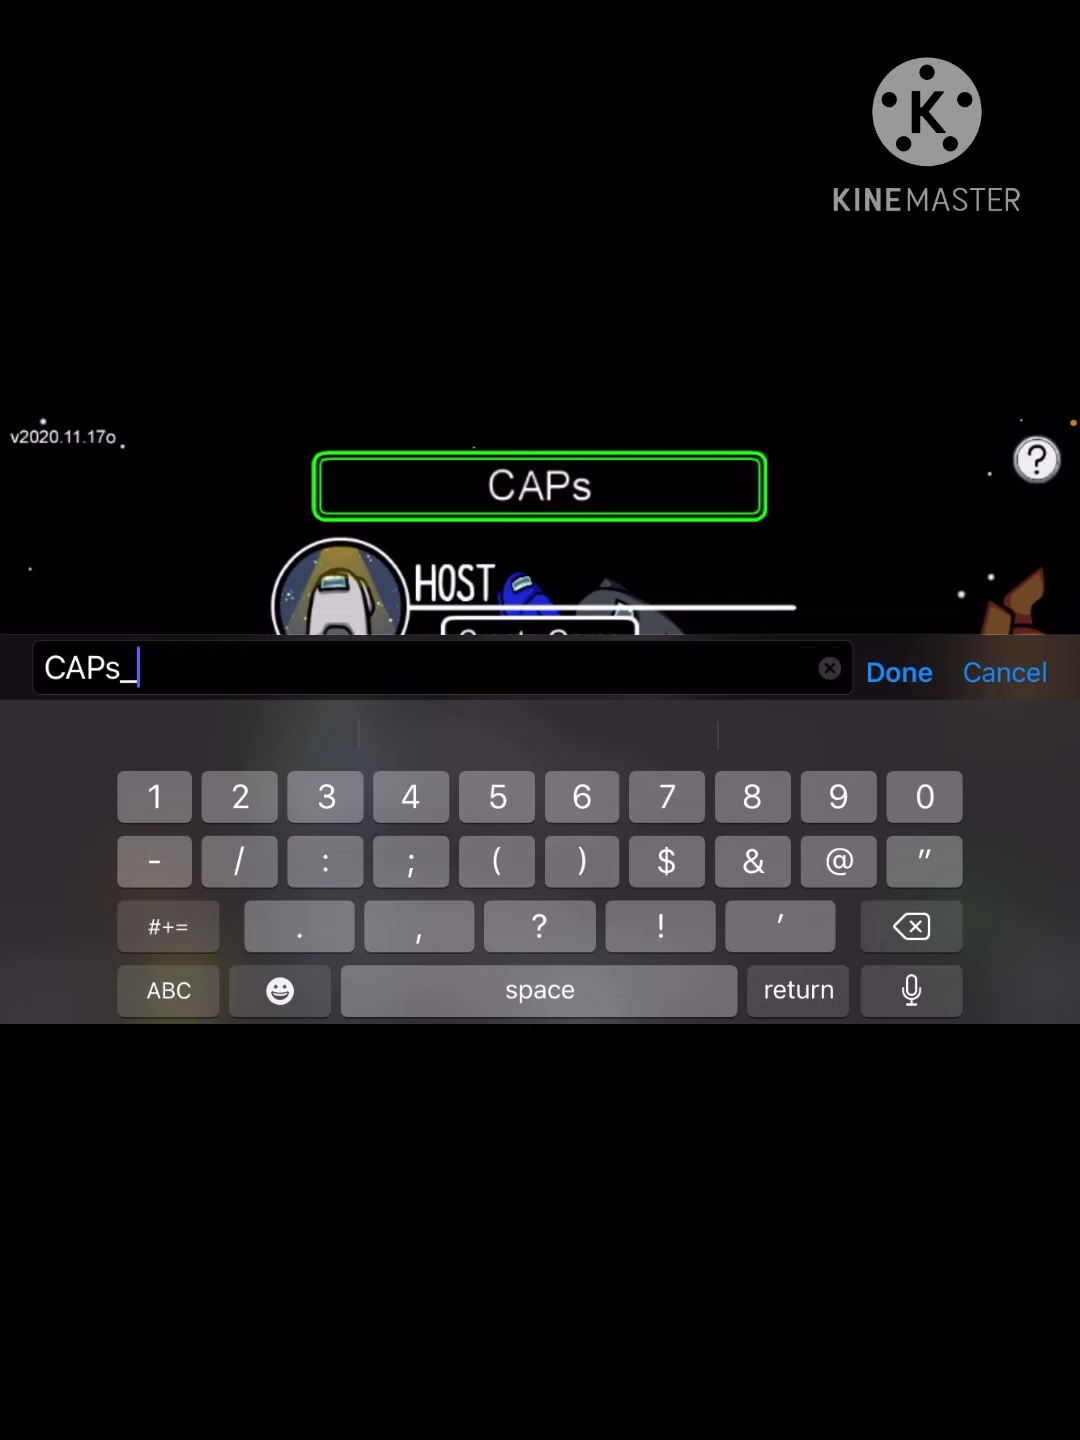 K
KINEMASTER
v2020.11.17o
?
CAPs
HOST
CAPs_
Done
Cancel
1 2 3 4 5 6 7 8 9 0
- / : ; ( ) $ & @ "
#+= . , ? ! '
ABC space return